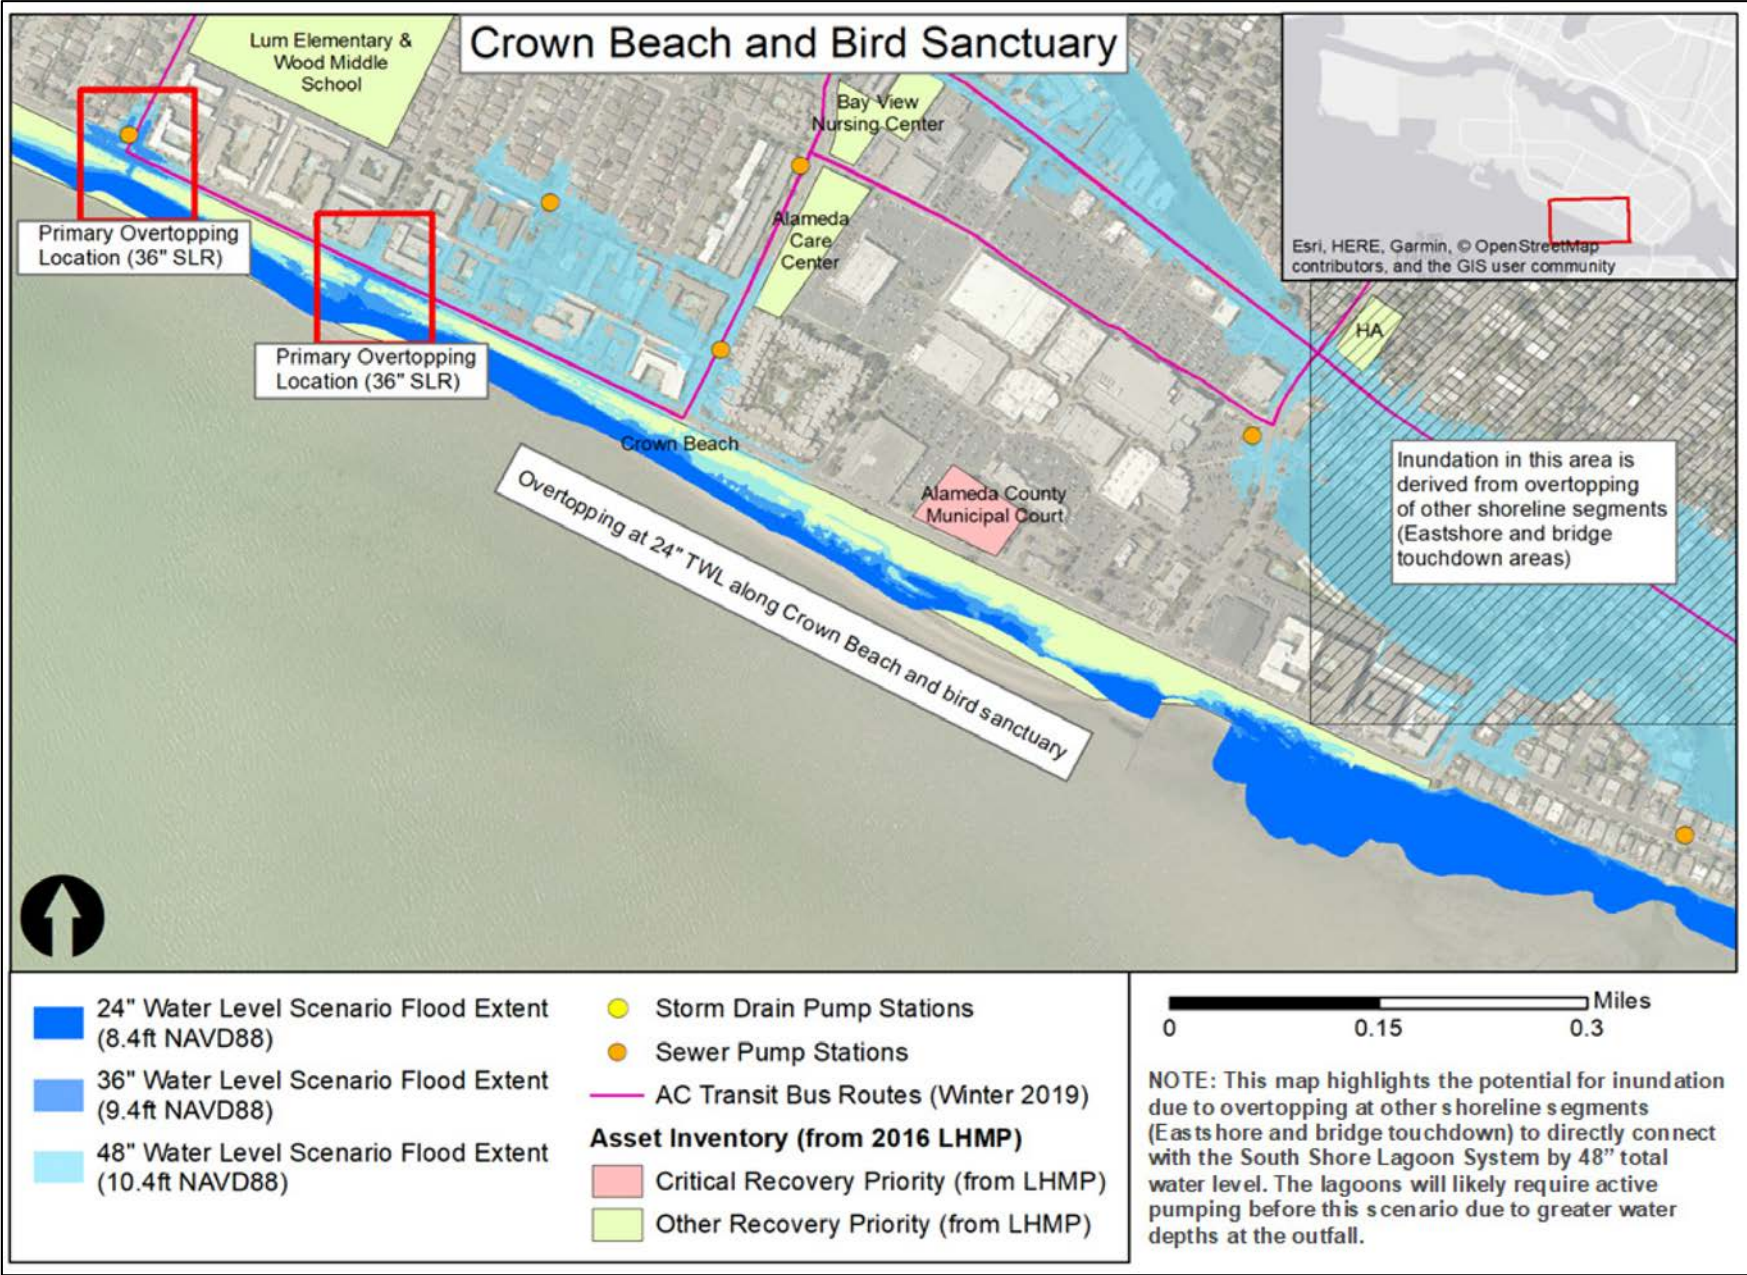 Crown Beach and Bird Sanctuary
Lum Elementary &
Wood Middle
School
Bay View
Nursing Center
Alameda
Care
Center
Primary Overtopping
Location (36" SLR)
Primary Overtopping
Location (36" SLR)
Esri, HERE, Garmin, © OpenStreetMap
contributors, and the GIS user community
HA
Crown Beach
Overtopping at 24" TWL along Crown Beach and bird sanctuary
Alameda County
Municipal Court
Inundation in this area is
derived from overtopping
of other shoreline segments
(Eastshore and bridge
touchdown areas)
24" Water Level Scenario Flood Extent
(8.4ft NAVD88)
36" Water Level Scenario Flood Extent
(9.4ft NAVD88)
48" Water Level Scenario Flood Extent
(10.4ft NAVD88)
Storm Drain Pump Stations
Sewer Pump Stations
AC Transit Bus Routes (Winter 2019)
Asset Inventory (from 2016 LHMP)
Critical Recovery Priority (from LHMP)
Other Recovery Priority (from LHMP)
Miles
0 0.15 0.3
NOTE: This map highlights the potential for inundation
due to overtopping at other shoreline segments
(Eastshore and bridge touchdown) to directly connect
with the South Shore Lagoon System by 48” total
water level. The lagoons will likely require active
pumping before this scenario due to greater water
depths at the outfall.